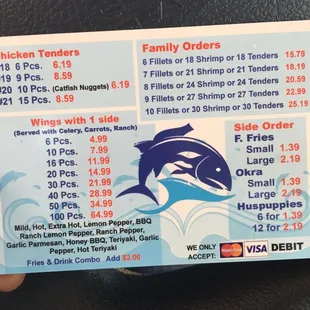 Chicken Tenders
#18 6 Pcs. 6.19
#19 9 Pcs. 8.59
#20 10 Pcs. (Catfish Nuggets) 6.19
#21 15 Pcs. 8.59
Wings with 1 side
(Served with Celery, Carrots, Ranch)
6 Pcs. 4.99
10 Pcs. 7.99
16 Pcs. 11.99
20 Pcs. 14.99
30 Pcs. 21.99
40 Pcs. 28.99
50 Pcs. 34.99
100 Pcs. 64.99
Mild, Hot, Extra Hot, Lemon Pepper, BBQ
Ranch Lemon Pepper, Ranch Pepper,
Garlic Parmesan, Honey BBQ, Teriyaki, Garlic
Pepper, Hot Teriyaki
Fries & Drink Combo Add $2.00
Family Orders
6 Fillets or 18 Shrimp or 18 Tenders 15.79
7 Fillets or 21 Shrimp or 21 Tenders 18.19
8 Fillets or 24 Shrimp or 24 Tenders 20.59
9 Fillets or 27 Shrimp or 27 Tenders 22.99
10 Fillets or 30 Shrimp or 30 Tenders 25.19
Side Order
F. Fries
Small 1.39
Large 2.19
Okra
Small 1.39
Large 2.19
Huspuppies
6 for 1.39
12 for 2.19
WE ONLY
ACCEPT:
MasterCard
VISA
DEBIT